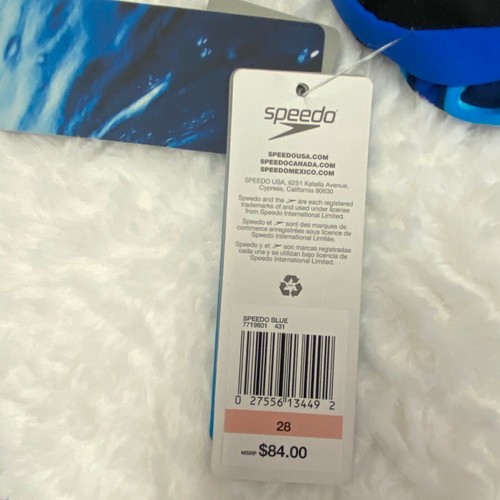 speedo
SPEEDOUSA.COM
SPEEDOCANADA.COM
SPEEDOMEXICO.COM
SPEEDO USA, 6251 Katella Avenue,
Cypress, California 90630
Speedo and the are each registered
trademarks of and used under license
from Speedo International Limited.
Speedo et sont des marques de
commerce enregistrées sous licence de
Speedo International Limitée.
Speedo y el son marcas registradas
cada una y se utilizan bajo licencia de
Speedo International Limited.
SPEEDO BLUE
7719801 431
0 27556 13449 2
28
MSRP $84.00